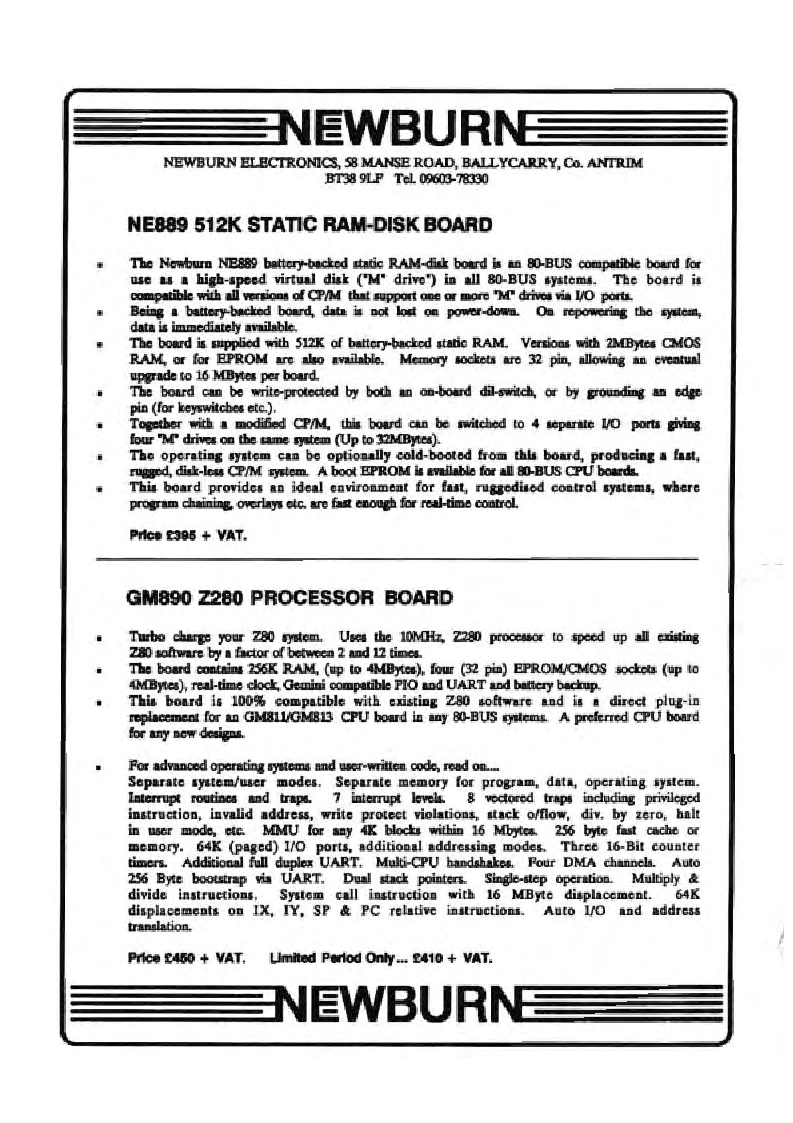 NEWBURN
NEWBURN ELECTRONICS, 58 MANSE ROAD, BALLYCARRY, Co. ANTRIM
BT38 9LF Tel. 09603-78330
NE889 512K STATIC RAM-DISK BOARD
▪ The Newburn NE889 battery-backed static RAM-disk board is an 80-BUS compatible board for
use as a high-speed virtual disk ("M" drive") in all 80-BUS systems. The board is
compatible with all versions of CP/M that support one or more "M" drives via I/O ports.
▪ Being a battery-backed board, data is not lost on power-down. On repowering the system,
data is immediately available.
▪ The board is supplied with 512K of battery-backed static RAM. Versions with 2MBytes CMOS
RAM, or for EPROM are also available. Memory sockets are 32 pin, allowing an eventual
upgrade to 16 MBytes per board.
▪ The board can be write-protected by both an on-board dil-switch, or by grounding an edge
pin (for keyswitches etc.).
▪ Together with a modified CP/M, this board can be switched to 4 separate I/O ports giving
four "M" drives on the same system (Up to 32MBytes).
▪ The operating system can be optionally cold-booted from this board, producing a fast,
rugged, disk-less CP/M system. A boot EPROM is available for all 80-BUS CPU boards.
▪ This board provides an ideal environment for fast, ruggedised control systems, where
program chaining, overlays etc. are fast enough for real-time control.
Price £395 + VAT.
GM890 Z280 PROCESSOR BOARD
▪ Turbo charge your Z80 system. Uses the 10MHz, Z280 processor to speed up all existing
Z80 software by a factor of between 2 and 12 times.
▪ The board contains 256K RAM, (up to 4MBytes), four (32 pin) EPROM/CMOS sockets (up to
4MBytes), real-time clock, Gemini compatible PIO and UART and battery backup.
▪ This board is 100% compatible with existing Z80 software and is a direct plug-in
replacement for an GM811/GM813 CPU board in any 80-BUS systems. A preferred CPU board
for any new designs.
▪ For advanced operating systems and user-written code, read on....
Separate system/user modes. Separate memory for program, data, operating system.
Interrupt routines and traps. 7 interrupt levels. 8 vectored traps including privileged
instruction, invalid address, write protect violations, stack o/flow, div. by zero, halt
in user mode, etc. MMU for any 4K blocks within 16 Mbytes. 256 byte fast cache or
memory. 64K (paged) I/O ports, additional addressing modes. Three 16-Bit counter
timers. Additional full duplex UART. Multi-CPU handshakes. Four DMA channels. Auto
256 Byte bootstrap via UART. Dual stack pointers. Single-step operation. Multiply &
divide instructions. System call instruction with 16 MByte displacement. 64K
displacements on IX, IY, SP & PC relative instructions. Auto I/O and address
translation.
Price £450 + VAT. Limited Period Only... £410 + VAT.
NEWBURN